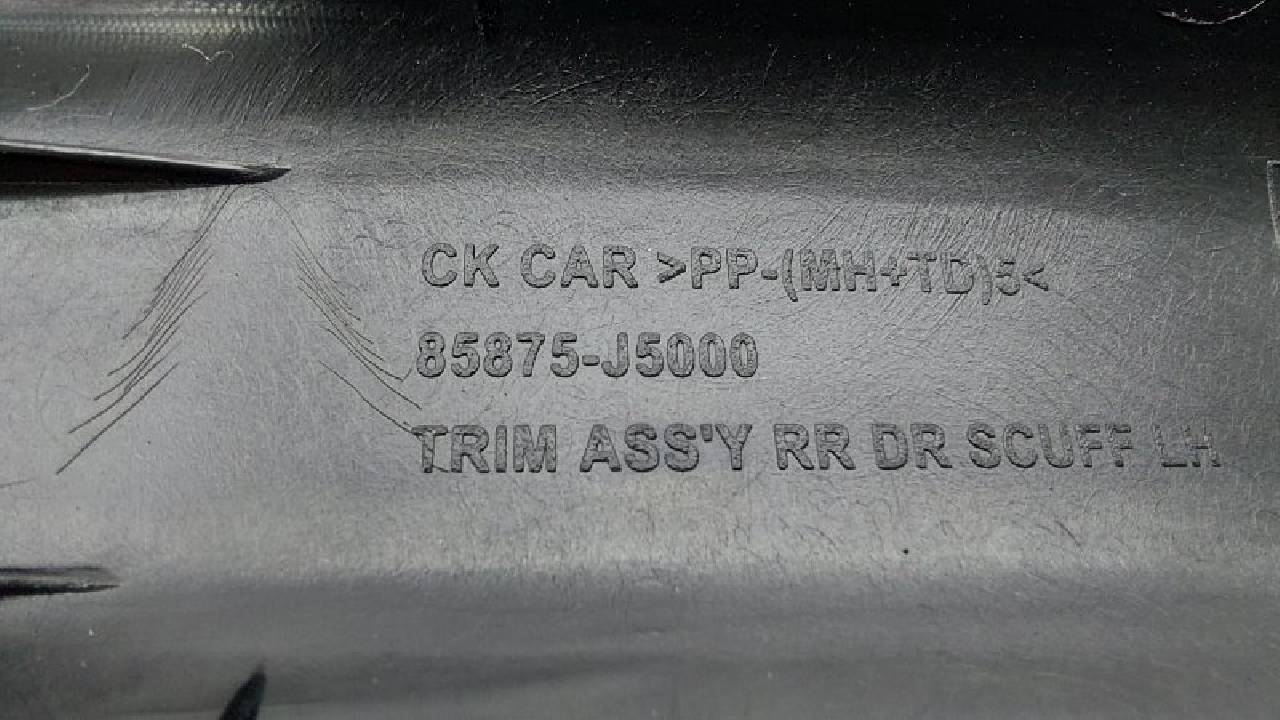 CK CAR >PP-(MH+TD)5<
85875-J5000
TRIM ASS'Y RR DR SCUFF LH